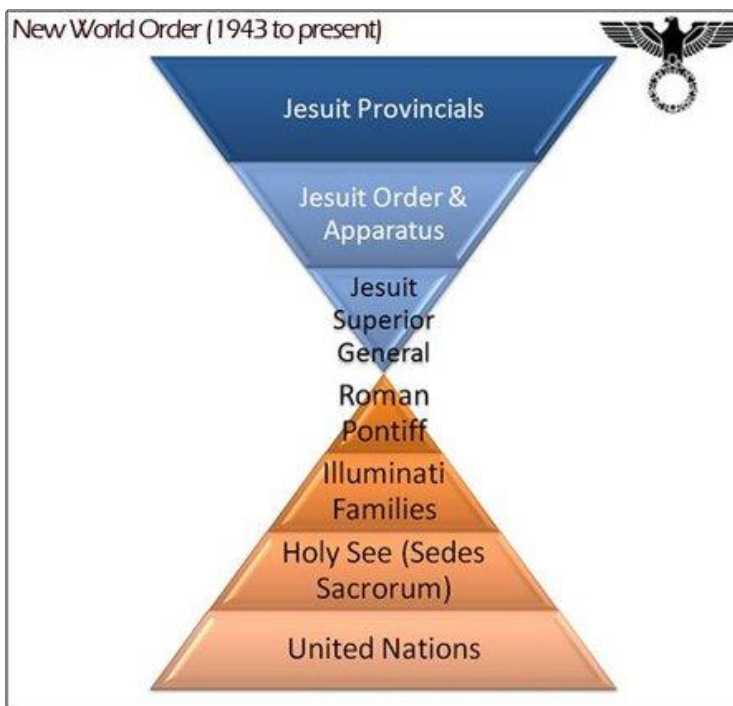 New World Order (1943 to present)
Jesuit Provincials
Jesuit Order &
Apparatus
Jesuit
Superior
General
Roman
Pontiff
Illuminati
Families
Holy See (Sedes
Sacrorum)
United Nations